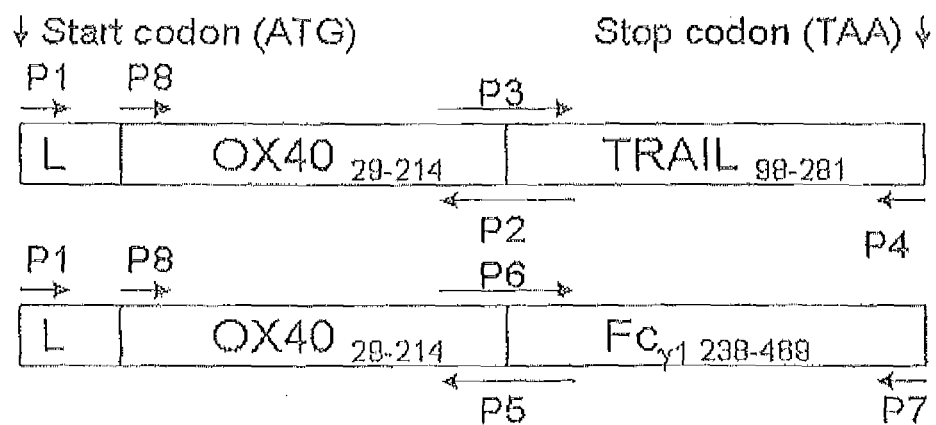 ↓ Start codon (ATG) Stop codon (TAA) ↓
P1 P8 P3
L OX40 29-214 TRAIL 98-281
P2 P4
P1 P8 P6
L OX40 29-214 Fcγ1 238-469
P5 P7